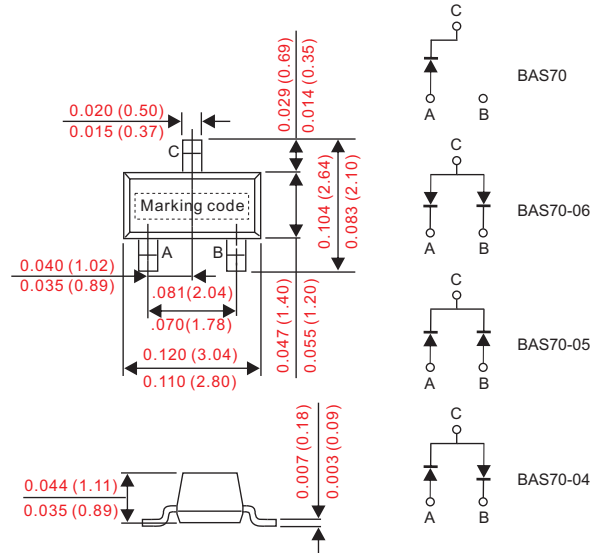 0.020 (0.50)
0.015 (0.37)
0.029 (0.69)
0.014 (0.35)
C
Marking code
A
B
0.104 (2.64)
0.083 (2.10)
0.040 (1.02)
0.035 (0.89)
.081(2.04)
.070(1.78)
0.047 (1.40)
0.055 (1.20)
0.120 (3.04)
0.110 (2.80)
0.044 (1.11)
0.035 (0.89)
0.007 (0.18)
0.003 (0.09)
C
BAS70
A
B
C
BAS70-06
A
B
C
BAS70-05
A
B
C
BAS70-04
A
B